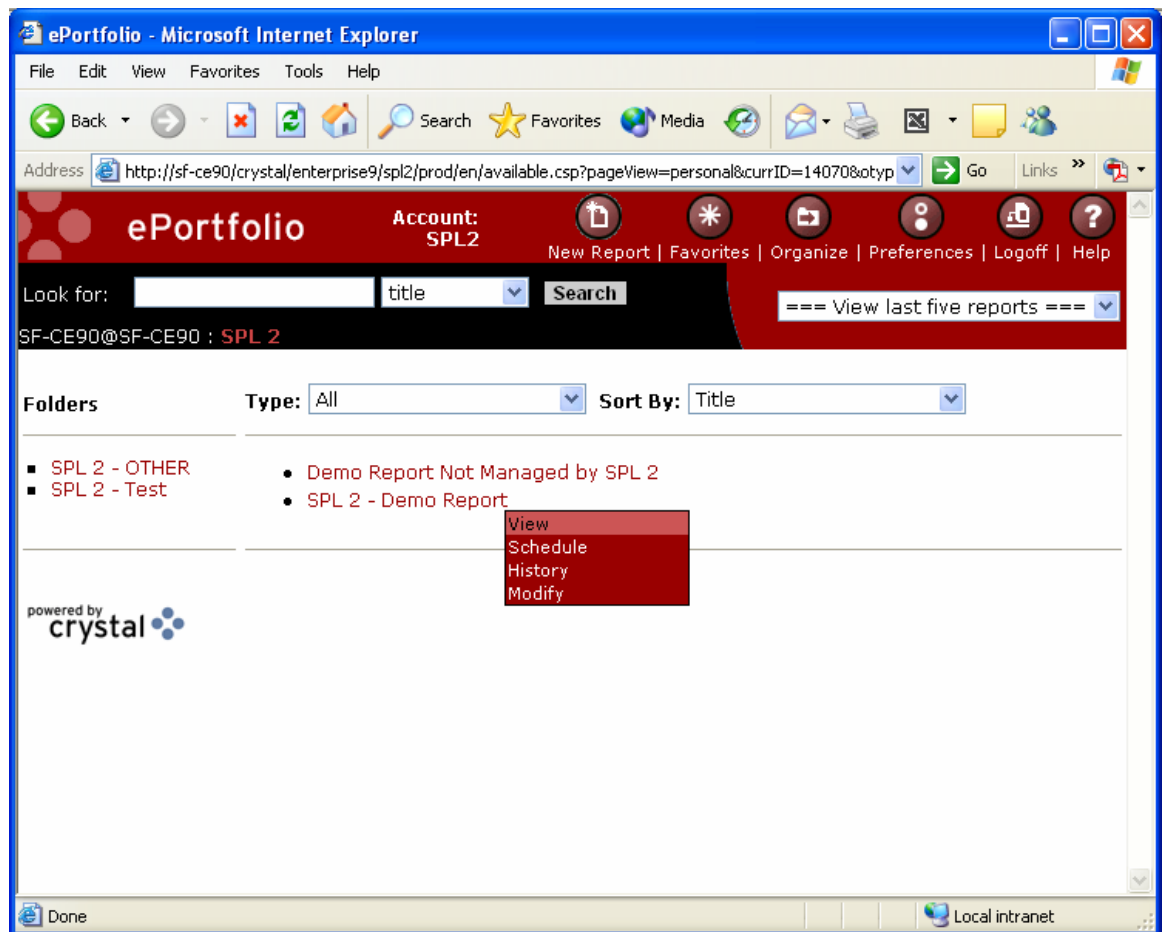 ePortfolio - Microsoft Internet Explorer
File Edit View Favorites Tools Help
Back Search Favorites Media
Address http://sf-ce90/crystal/enterprise9/spl2/prod/en/available.csp?pageView=personal&currID=14070&otyp Go Links »
ePortfolio Account: SPL2
New Report | Favorites | Organize | Preferences | Logoff | Help
Look for: title Search
=== View last five reports ===
SF-CE90@SF-CE90 : SPL 2
Folders Type: All Sort By: Title
SPL 2 - OTHER
SPL 2 - Test
Demo Report Not Managed by SPL 2
SPL 2 - Demo Report
View
Schedule
History
Modify
powered by
crystal
Done Local intranet